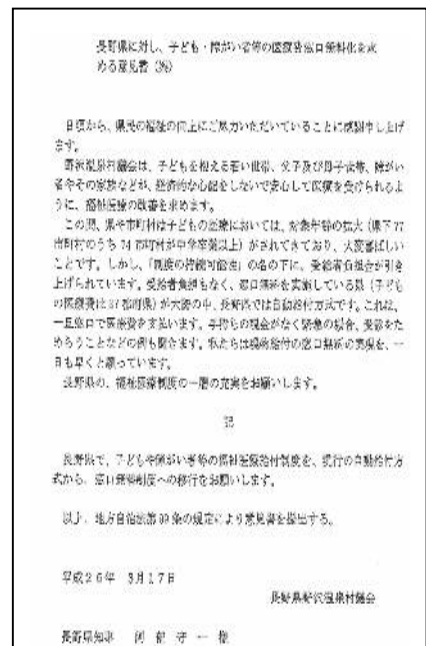 長野県に対し、子ども・障がい者等の医療費窓口無料化を求
める意見書(案)
日頃から、県民の福祉の向上にご尽力いただいていることに感謝申し上げ
ます。
野沢温泉村議会は、子どもを抱える若い世帯、父子及び母子世帯、障がい
者やその家族などが、経済的な心配をしないで安心して医療を受けられるよ
うに、福祉医療の改善を求めます。
この間、県や市町村は子どもの医療においては、対象年齢の拡大(県下77
市町村のうち74市町村が中学卒業以上)がされてきており、大変喜ばしい
ことです。しかし、「制度の持続可能性」の名の下に、受給者負担金が引き
上げられています。受給者負担もなく、窓口無料を実施している県(子ども
の医療費は37都府県)が大勢の中、長野県では自動給付方式です。これは、
一旦窓口で医療費を支払います。手持ちの現金がなく緊急の場合、受診をた
めらうことなどの例も聞きます。私たちは現物給付の窓口無料の実現を、一
日も早くと願っています。
長野県の、福祉医療制度の一層の充実をお願いします。
記
長野県で、子どもや障がい者等の福祉医療給付制度を、現行の自動給付方
式から、窓口無料制度への移行をお願いします。
以上、地方自治法第99条の規定により意見書を提出する。
平成26年 3月17日
長野県野沢温泉村議会
長野県知事 阿部守一様